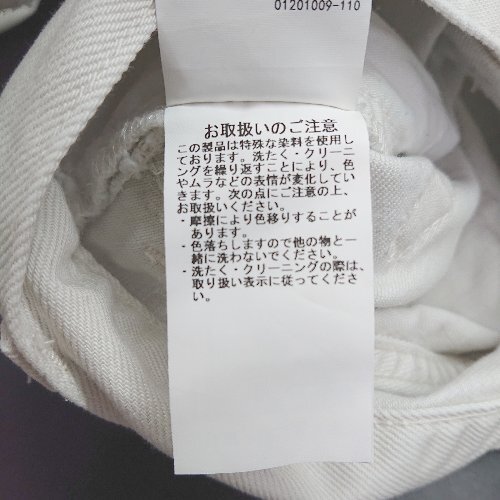 01201009-110
お取扱いのご注意
この製品は特殊な染料を使用し
ております。洗たく・クリーニ
ングを繰り返すことにより、色
やムラなどの表情が変化してい
きます。次の点にご注意の上、
お取扱いください。
・摩擦により色移りすることが
あります。
・色落ちしますので他の物と一
緒に洗わないでください。
・洗たく・クリーニングの際は、
取り扱い表示に従ってください
。